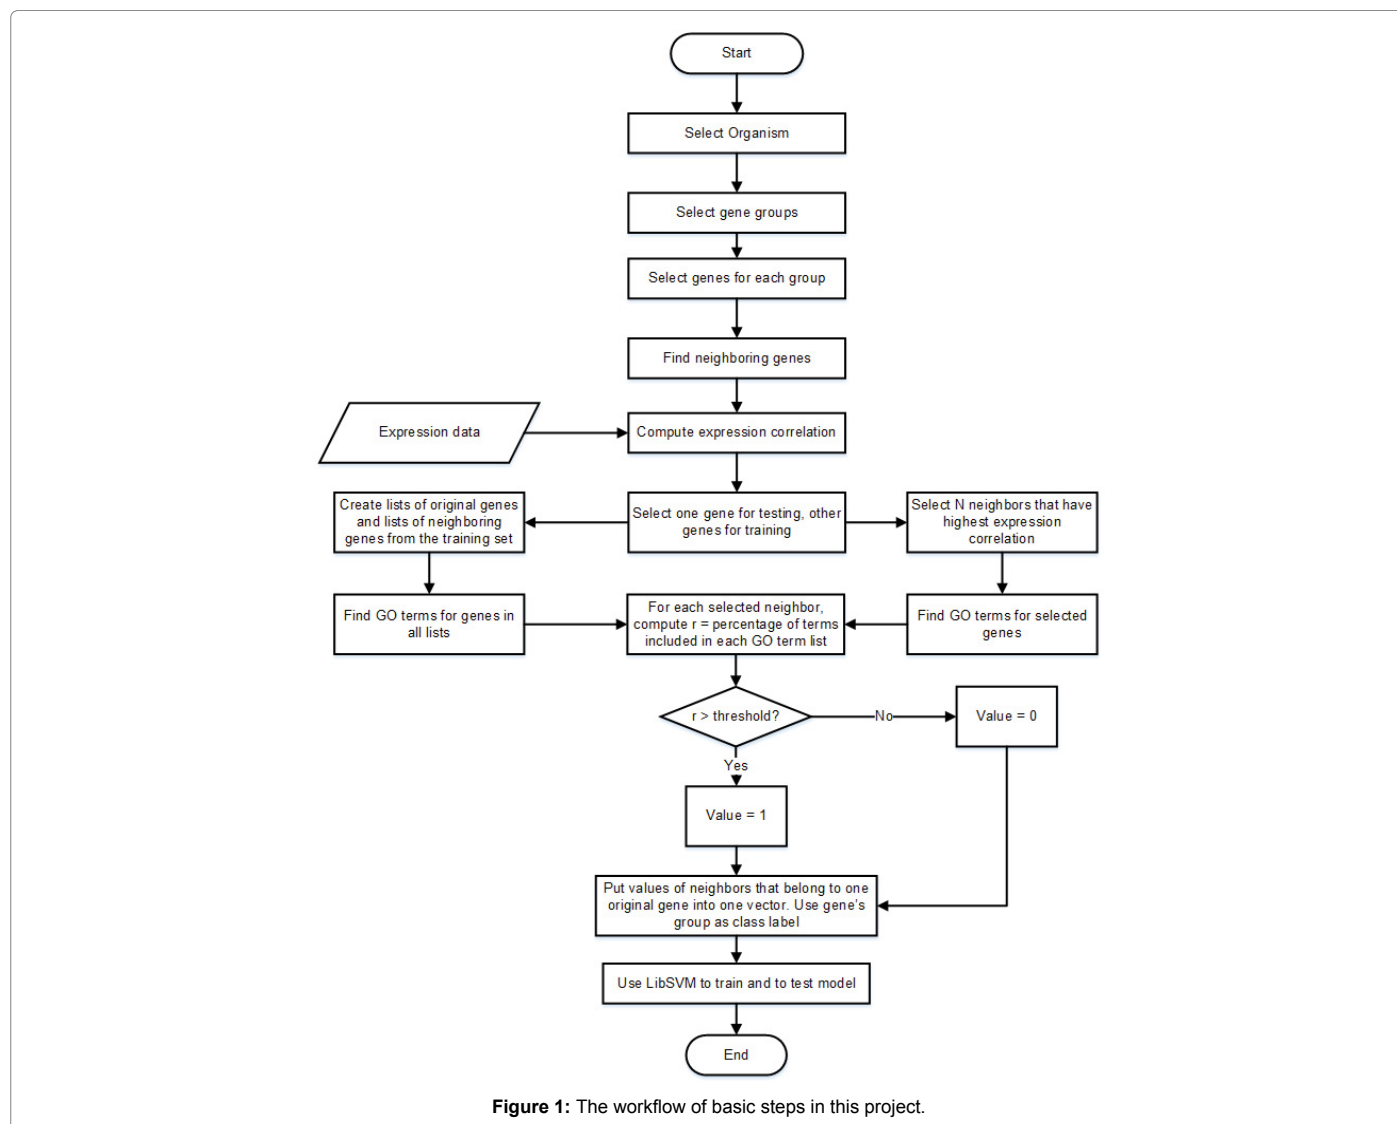 Start
Select Organism
Select gene groups
Select genes for each group
Find neighboring genes
Expression data
Compute expression correlation
Create lists of original genes
and lists of neighboring
genes from the training set
Select one gene for testing, other
genes for training
Select N neighbors that have
highest expression
correlation
Find GO terms for genes in
all lists
For each selected neighbor,
compute r = percentage of terms
included in each GO term list
Find GO terms for selected
genes
r > threshold?
No
Value = 0
Yes
Value = 1
Put values of neighbors that belong to one
original gene into one vector. Use gene's
group as class label
Use LibSVM to train and to test model
End
Figure 1: The workflow of basic steps in this project.